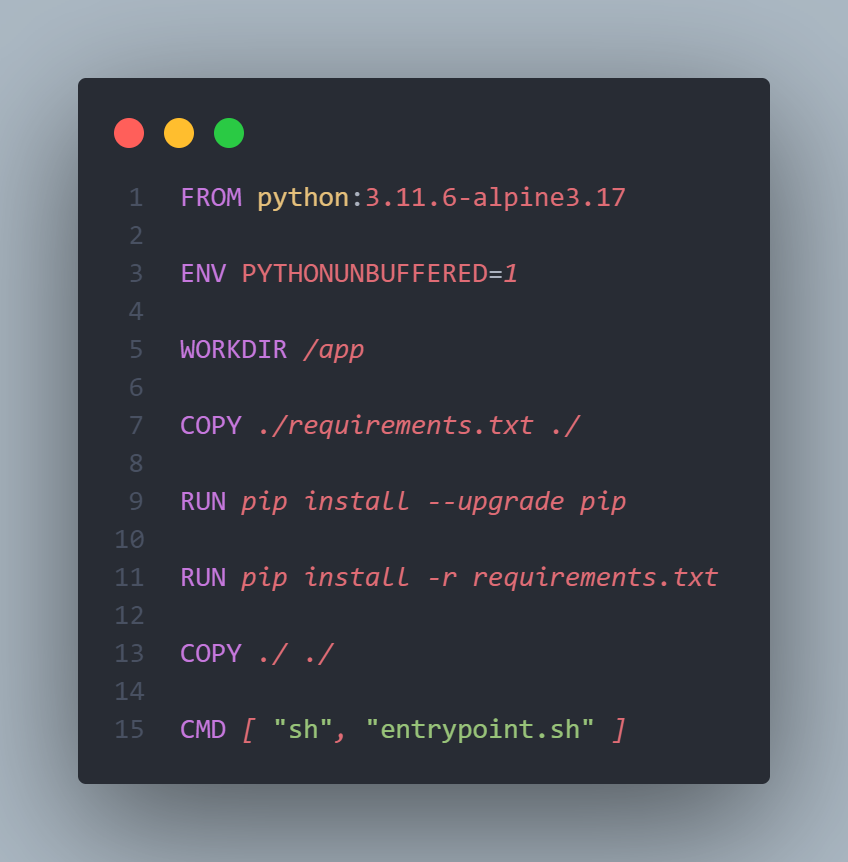 1 FROM python:3.11.6-alpine3.17
2
3 ENV PYTHONUNBUFFERED=1
4
5 WORKDIR /app
6
7 COPY ./requirements.txt ./
8
9 RUN pip install --upgrade pip
10
11 RUN pip install -r requirements.txt
12
13 COPY ./ ./
14
15 CMD [ "sh", "entrypoint.sh" ]